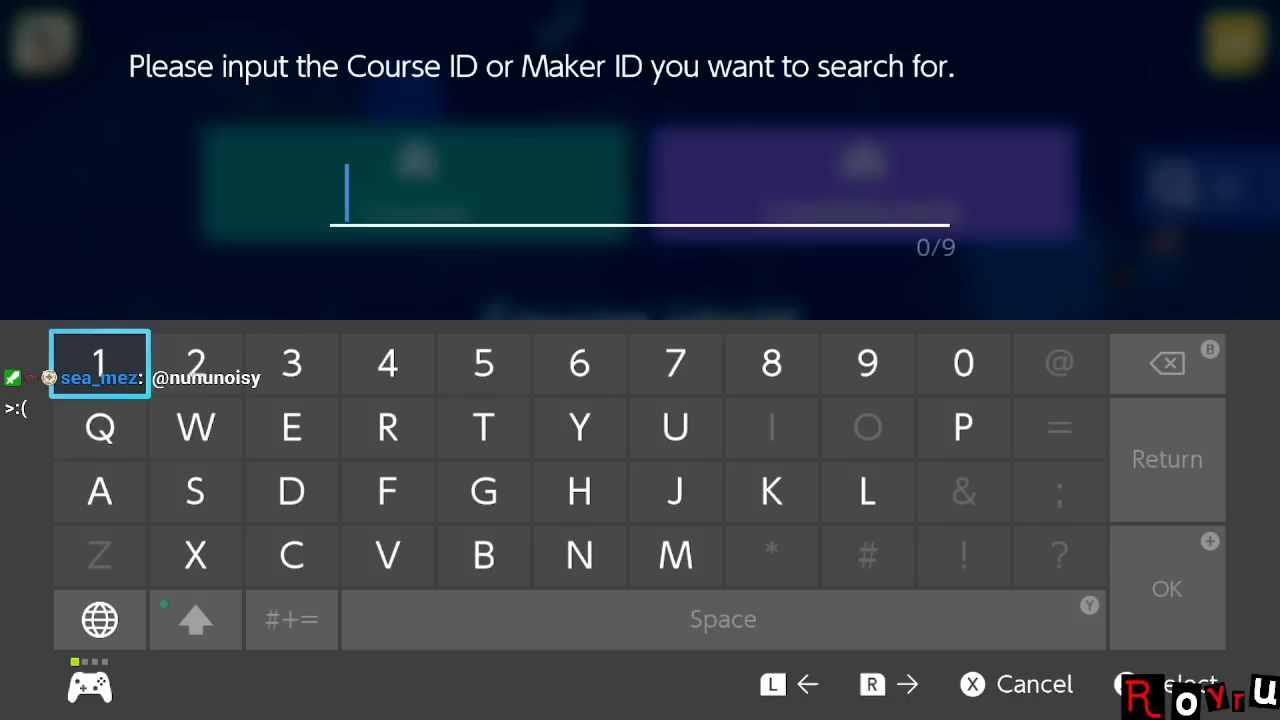 Please input the Course ID or Maker ID you want to search for.
0/9
1 2 3 4 5 6 7 8 9 0 @ B
sea_mez: @nununoisy
>:(
Q W E R T Y U I O P =
Return
A S D F G H J K L & ;
Z X C V B N M * # ! ? +
OK
#+= Space Y
L ← R → X Cancel
Royru